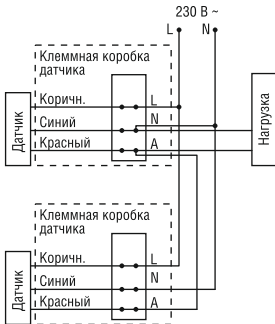 230 В ~
L N
Клеммная коробка
датчика
Датчик
Коричн. L
Синий N
Красный A
Нагрузка
Клеммная коробка
датчика
Датчик
Коричн. L
Синий N
Красный A